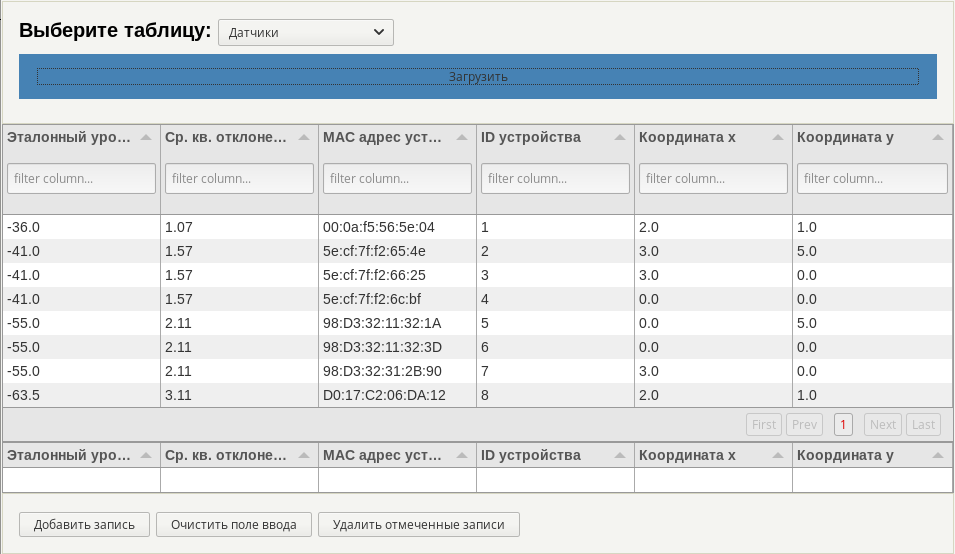 Выберите таблицу: Датчики
Загрузить
Эталонный уро... Ср. кв. отклоне... MAC адрес уст... ID устройства Координата x Координата y
filter column... filter column... filter column... filter column... filter column... filter column...
-36.0 1.07 00:0a:f5:56:5e:04 1 2.0 1.0
-41.0 1.57 5e:cf:7f:f2:65:4e 2 3.0 5.0
-41.0 1.57 5e:cf:7f:f2:66:25 3 3.0 0.0
-41.0 1.57 5e:cf:7f:f2:6c:bf 4 0.0 0.0
-55.0 2.11 98:D3:32:11:32:1A 5 0.0 5.0
-55.0 2.11 98:D3:32:11:32:3D 6 0.0 0.0
-55.0 2.11 98:D3:32:31:2B:90 7 3.0 0.0
-63.5 3.11 D0:17:C2:06:DA:12 8 2.0 1.0
First Prev 1 Next Last
Эталонный уро... Ср. кв. отклоне... MAC адрес уст... ID устройства Координата x Координата y
Добавить запись Очистить поле ввода Удалить отмеченные записи